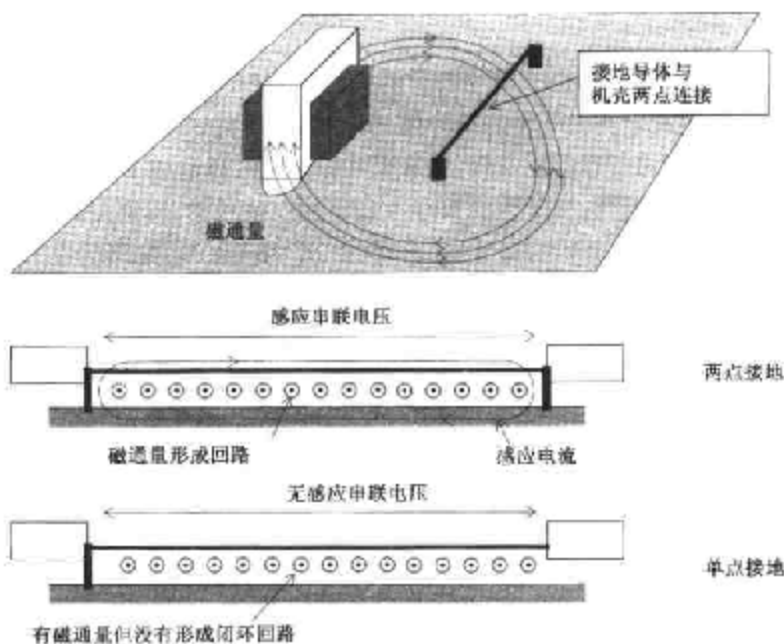 接地导体与
机壳两点连接
磁通量
感应串联电压
两点接地
磁通量形成回路
感应电流
无感应串联电压
单点接地
有磁通量但没有形成闭环回路